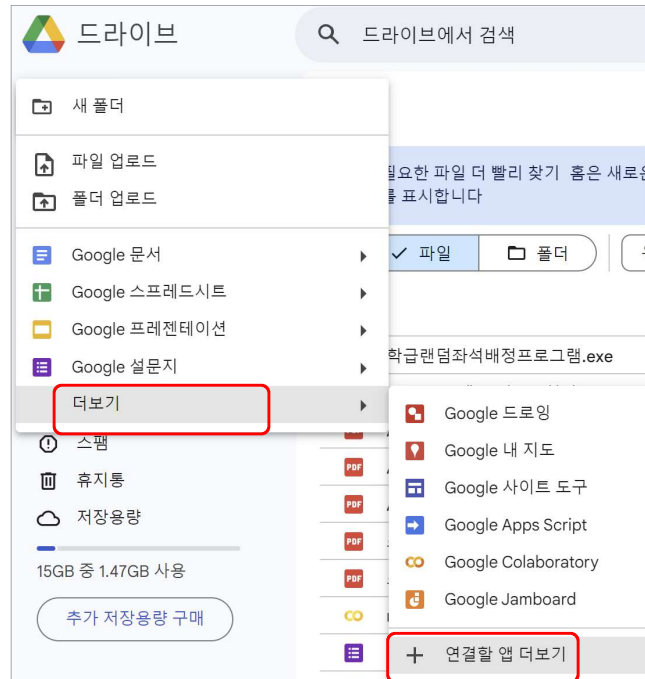 드라이브
드라이브에서 검색
새 폴더
파일 업로드
폴더 업로드
Google 문서
Google 스프레드시트
Google 프레젠테이션
Google 설문지
더보기
필요한 파일 더 빨리 찾기 홈은 새로운
를 표시합니다
파일
폴더
학급랜덤좌석배정프로그램.exe
Google 드로잉
Google 내 지도
Google 사이트 도구
Google Apps Script
Google Colaboratory
Google Jamboard
연결할 앱 더보기
스팸
휴지통
저장용량
15GB 중 1.47GB 사용
추가 저장용량 구매
PDF
PDF
PDF
PDF